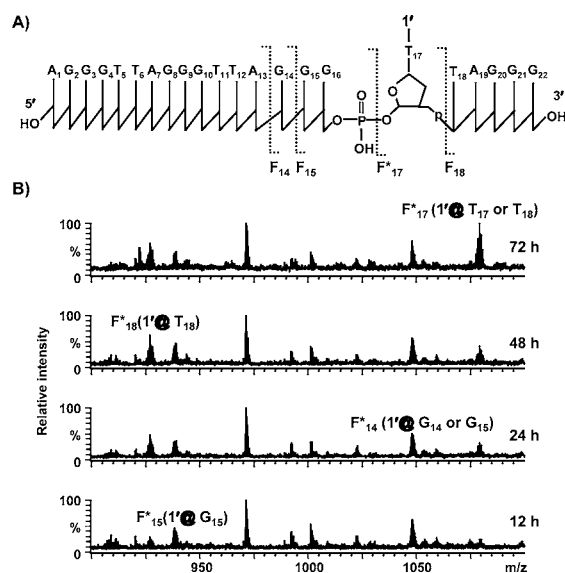 A)
1′
T17
A1 G2 G3 G4 T5 T6 A7 G8 G9 G10 T11 T12 A13 G14 G15 G16
T18 A19 G20 G21 G22
5′
3′
HO
O
O P O
OH
O
P
OH
F14 F15 F*17 F18
B)
F*17 (1′@ T17 or T18)
100
%
0
72 h
F*18(1′@ T18)
100
%
0
48 h
Relative intensity
F*14 (1′@ G14 or G15)
100
%
0
24 h
F*15(1′@ G15)
100
%
0
12 h
950 1000 1050 m/z